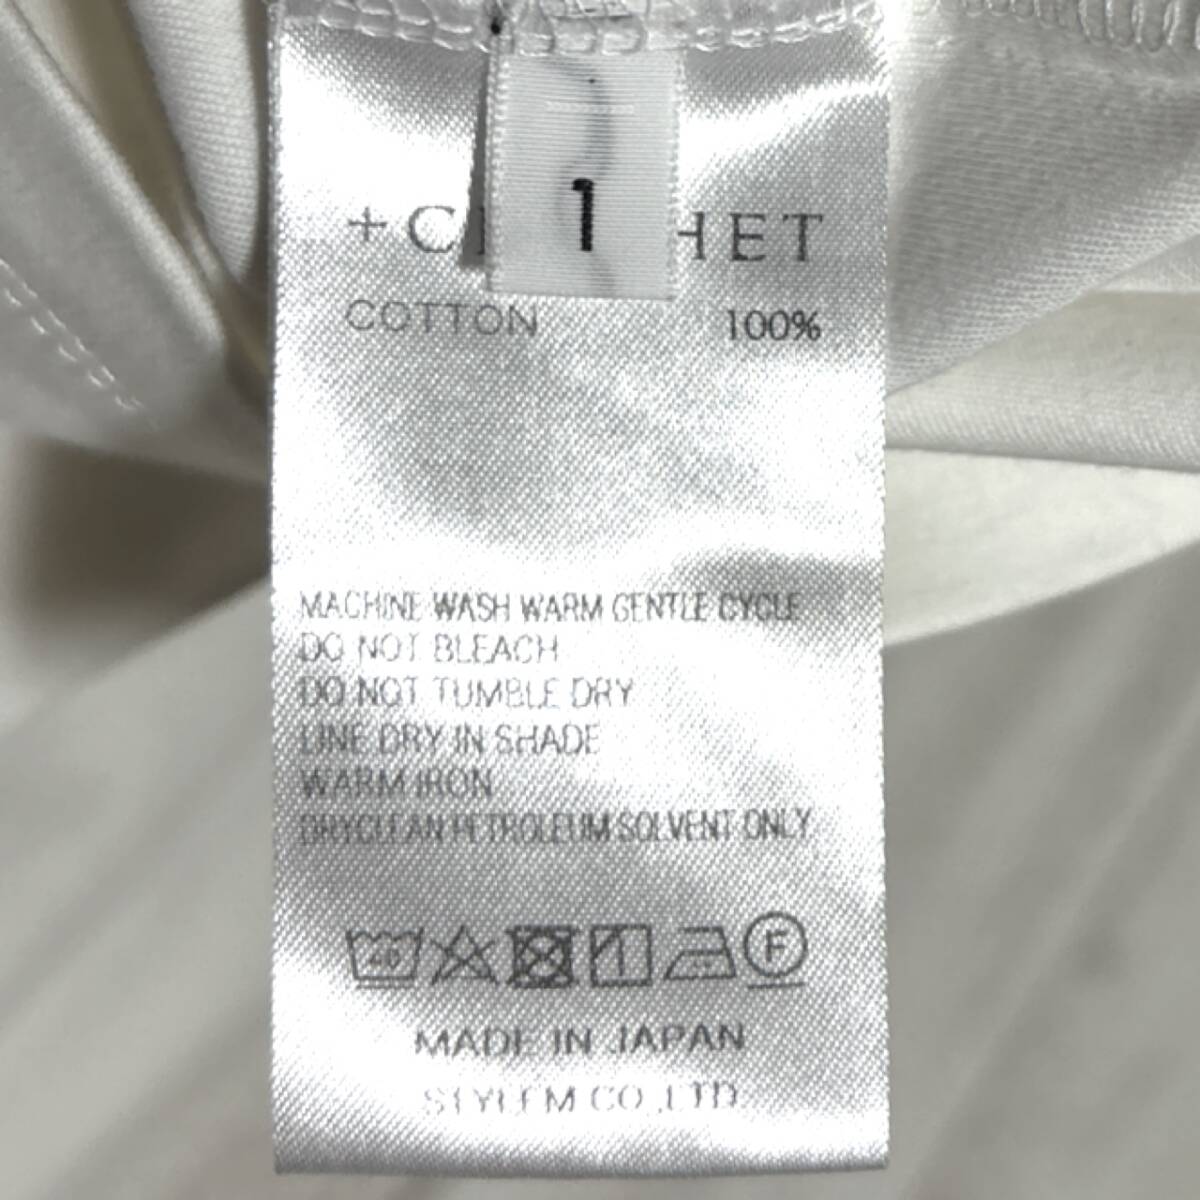 1
+C HET
COTTON 100%
MACHINE WASH WARM GENTLE CYCLE
DO NOT BLEACH
DO NOT TUMBLE DRY
LINE DRY IN SHADE
WARM IRON
DRYCLEAN PETROLEUM SOLVENT ONLY
40 F
MADE IN JAPAN
STYLEM CO.,LTD.